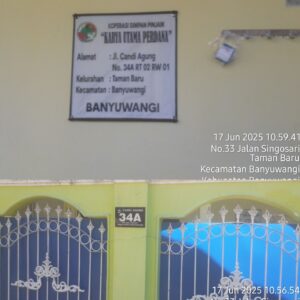 KOPERASI SIMPAN PINJAM
"KARYA UTAMA PERDANA"
Alamat : Jl. Candi Agung
No. 34A RT 02 RW 01
Kelurahan : Taman Baru
Kecamatan : Banyuwangi
BANYUWANGI
17 Jun 2025 10.59.41
No.33 Jalan Singosari
Taman Baru
Kecamatan Banyuwangi
Kabupaten Banyuwangi
34A
17 Jun 2025 10.56.54